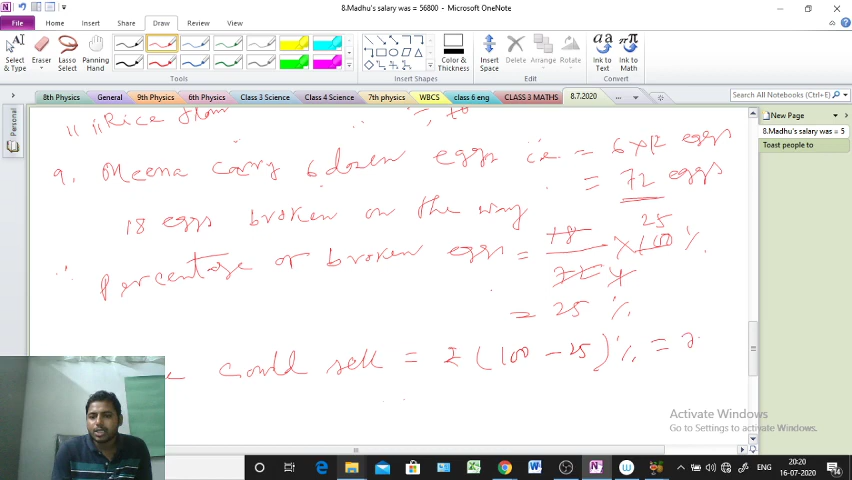 8.Madhu's salary was = 56800 - Microsoft OneNote
File Home Insert Draw Review View
Select & Type
Eraser
Lasso Select
Panning Hand
Color & Thickness
Insert Space
Delete
Arrange
Rotate
Ink to Text
Ink to Math
Tools
Insert Shapes
Edit
Convert
8th Physics General 9th Physics 6th Physics Class 3 Science Class 4 Science 7th physics WBCS class 6 eng CLASS 3 MATHS 8.7.2020 ...
Search All Notebooks (Ctrl+E)
Personal
New Page
8.Madhu's salary was = 5
Toast people to
9. Meena carry 6 dozen eggs i.e = 6×12 eggs
= 72 eggs
18 eggs broken on the way
25
∴ percentage or broken eggs = 18/72 × 100 %
= 25 %
could sell = (100 - 25) % =
Activate Windows
Go to Settings to activate Windows.
ENG
20:20
16-07-2020
14